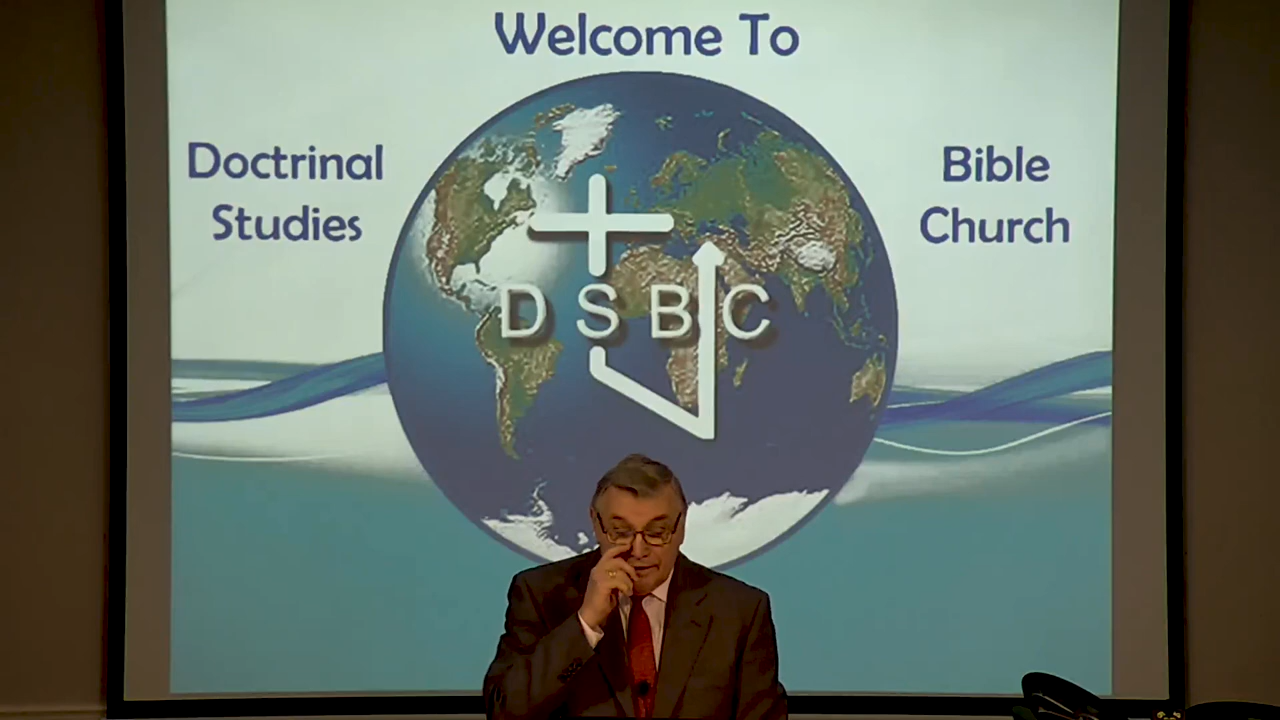 Welcome To
Doctrinal
Studies
Bible
Church
DSBC